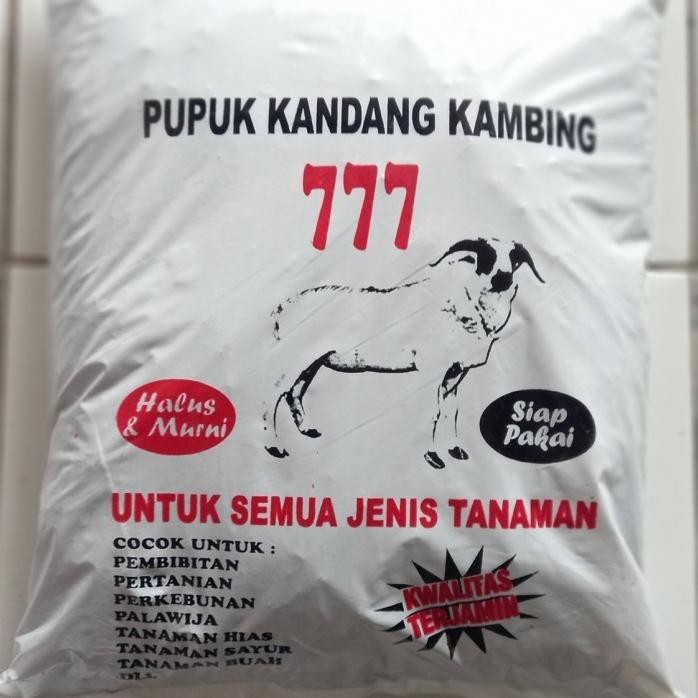 PUPUK KANDANG KAMBING
777
Halus
& Murni
Siap
Pakai
UNTUK SEMUA JENIS TANAMAN
COCOK UNTUK :
PEMBIBITAN
PERTANIAN
PERKEBUNAN
PALAWIJA
TANAMAN HIAS
TANAMAN SAYUR
TANAMAN BUAH
DLL
KWALITAS
TERJAMIN